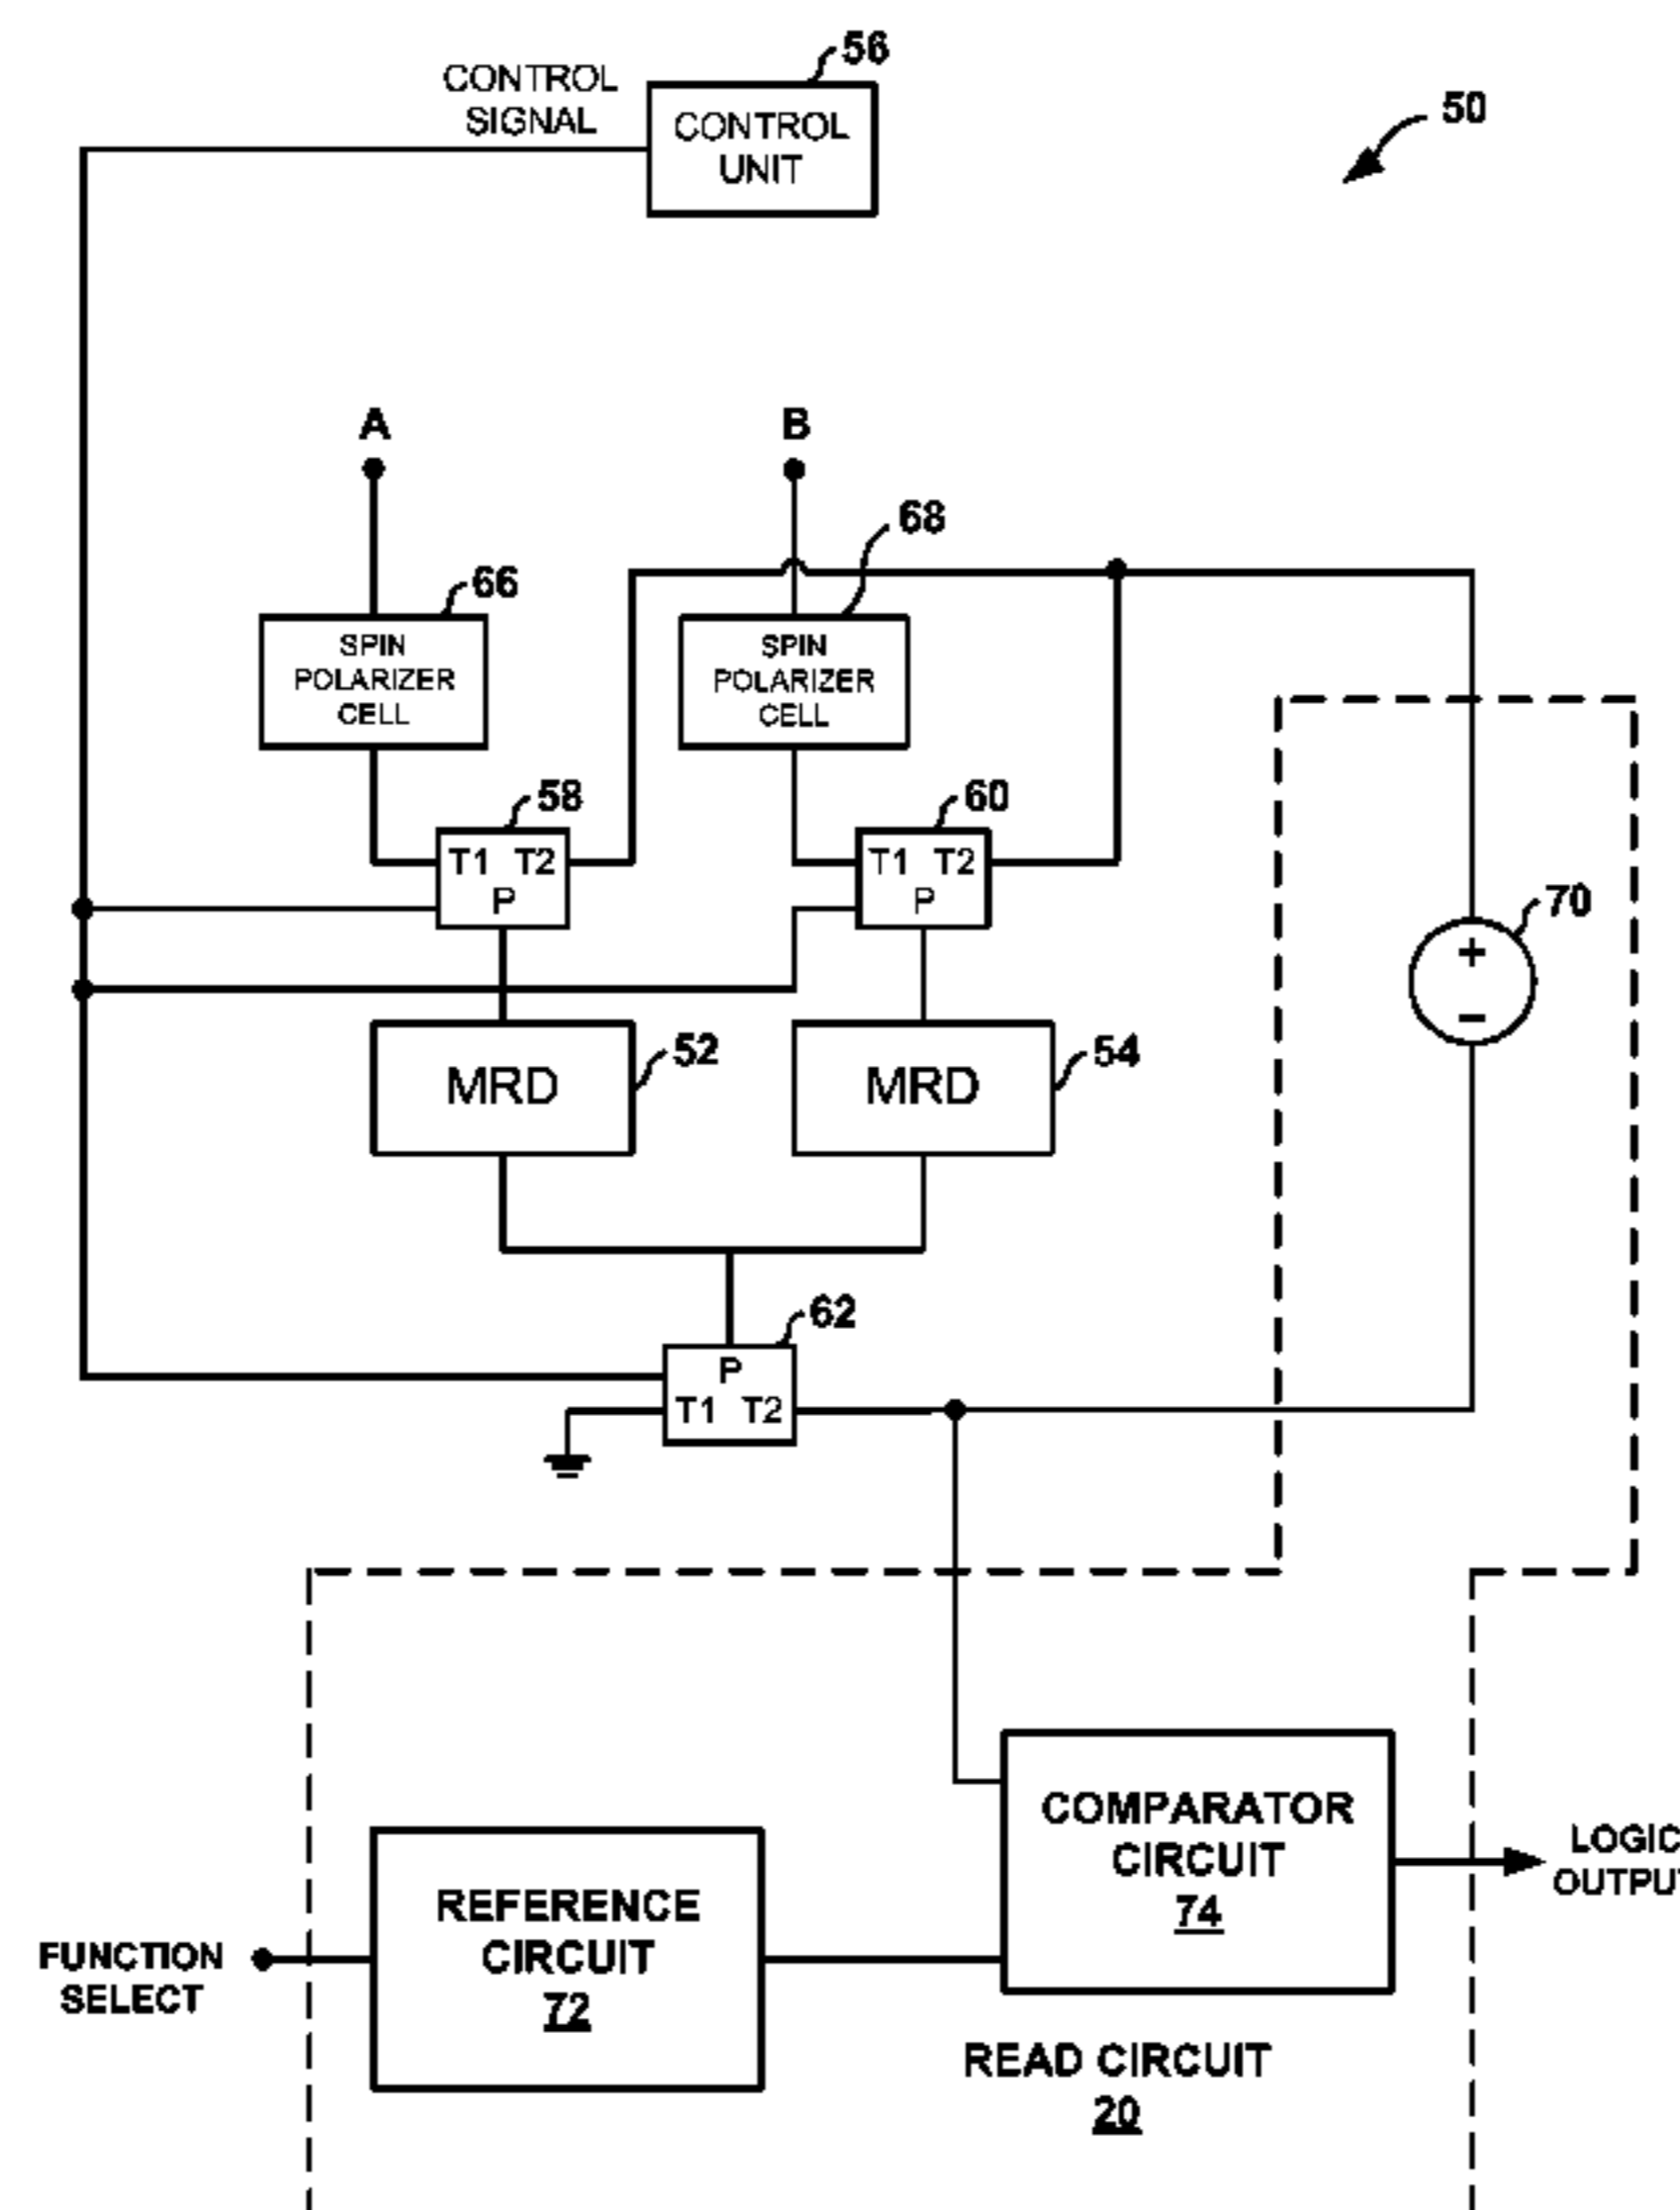 56
CONTROL
SIGNAL
CONTROL
UNIT
50
A
B
68
66
SPIN
POLARIZER
CELL
SPIN
POLARIZER
CELL
58
60
T1 T2
P
T1 T2
P
70
+
−
MRD
52
MRD
54
62
P
T1 T2
COMPARATOR
CIRCUIT
74
LOGIC
REFERENCE
CIRCUIT
72
FUNCTION
SELECT
READ CIRCUIT
20